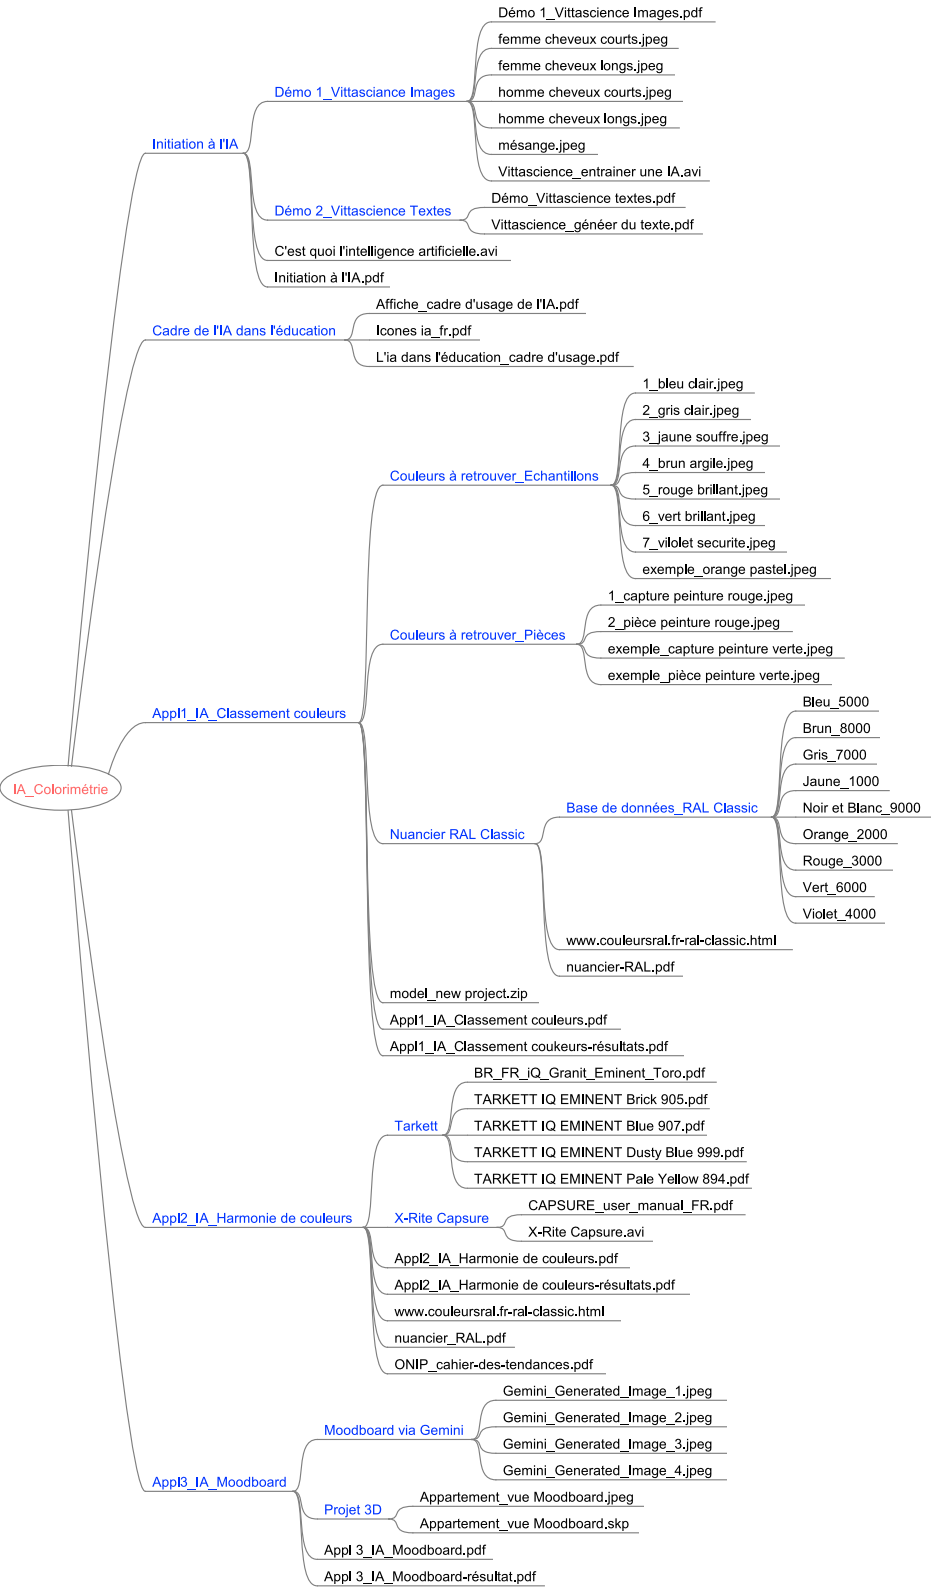 Démo 1_Vittascience Images.pdf
femme cheveux courts.jpeg
femme cheveux longs.jpeg
Démo 1_Vittasciance Images
homme cheveux courts.jpeg
homme cheveux longs.jpeg
Initiation à l'IA
mésange.jpeg
Vittascience_entrainer une IA.avi
Démo_Vittascience textes.pdf
Démo 2_Vittascience Textes
Vittascience_généer du texte.pdf
C'est quoi l'intelligence artificielle.avi
Initiation à l'IA.pdf
Affiche_cadre d'usage de l'IA.pdf
Cadre de l'IA dans l'éducation
Icones ia_fr.pdf
L'ia dans l'éducation_cadre d'usage.pdf
1_bleu clair.jpeg
2_gris clair.jpeg
3_jaune souffre.jpeg
4_brun argile.jpeg
Couleurs à retrouver_Echantillons
5_rouge brillant.jpeg
6_vert brillant.jpeg
7_vilolet securite.jpeg
exemple_orange pastel.jpeg
1_capture peinture rouge.jpeg
2_pièce peinture rouge.jpeg
Couleurs à retrouver_Pièces
exemple_capture peinture verte.jpeg
exemple_pièce peinture verte.jpeg
Appl1_IA_Classement couleurs
Bleu_5000
Brun_8000
Gris_7000
IA_Colorimétrie
Jaune_1000
Base de données_RAL Classic
Noir et Blanc_9000
Nuancier RAL Classic
Orange_2000
Rouge_3000
Vert_6000
Violet_4000
www.couleursral.fr-ral-classic.html
nuancier-RAL.pdf
model_new project.zip
Appl1_IA_Classement couleurs.pdf
Appl1_IA_Classement coukeurs-résultats.pdf
BR_FR_iQ_Granit_Eminent_Toro.pdf
TARKETT IQ EMINENT Brick 905.pdf
Tarkett
TARKETT IQ EMINENT Blue 907.pdf
TARKETT IQ EMINENT Dusty Blue 999.pdf
TARKETT IQ EMINENT Pale Yellow 894.pdf
CAPSURE_user_manual_FR.pdf
Appl2_IA_Harmonie de couleurs
X-Rite Capsure
X-Rite Capsure.avi
Appl2_IA_Harmonie de couleurs.pdf
Appl2_IA_Harmonie de couleurs-résultats.pdf
www.couleursral.fr-ral-classic.html
nuancier_RAL.pdf
ONIP_cahier-des-tendances.pdf
Gemini_Generated_Image_1.jpeg
Gemini_Generated_Image_2.jpeg
Moodboard via Gemini
Gemini_Generated_Image_3.jpeg
Gemini_Generated_Image_4.jpeg
Appl3_IA_Moodboard
Appartement_vue Moodboard.jpeg
Projet 3D
Appartement_vue Moodboard.skp
Appl 3_IA_Moodboard.pdf
Appl 3_IA_Moodboard-résultat.pdf